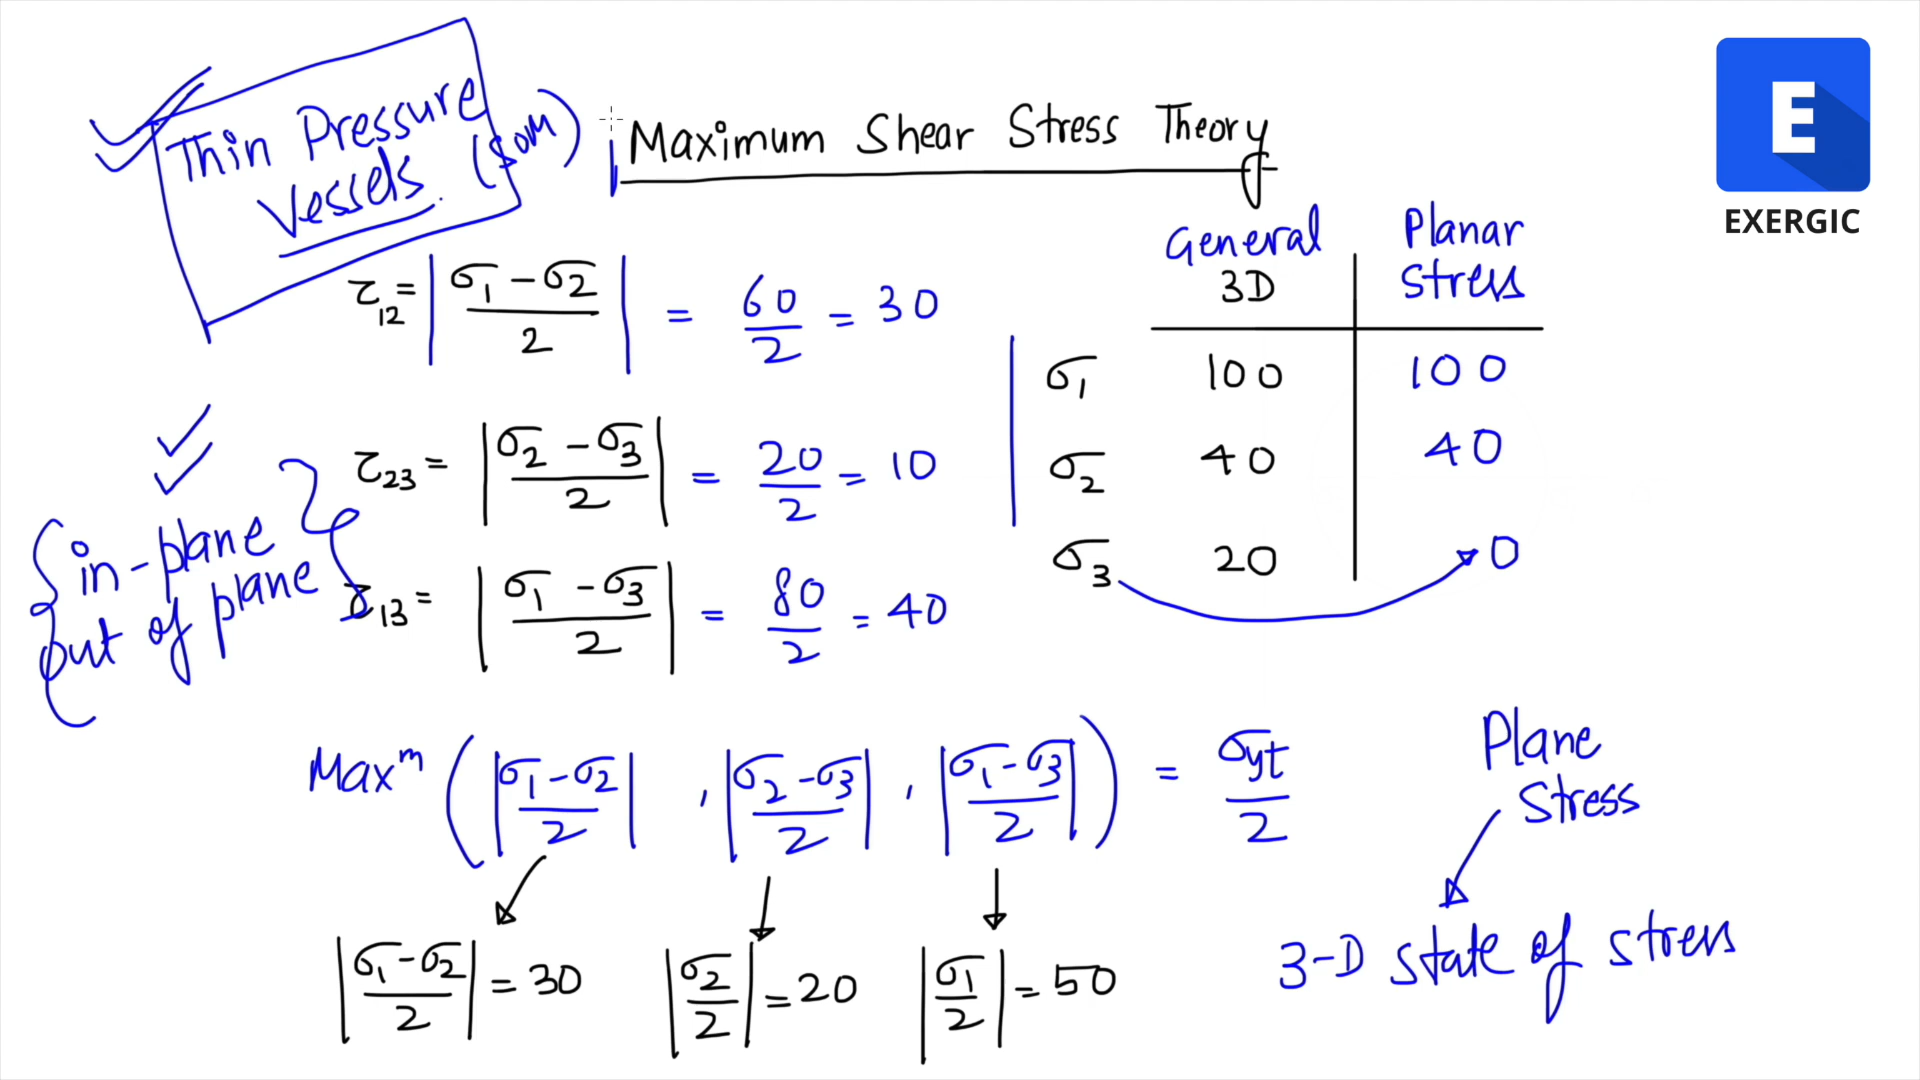 Thin Pressure
Vessels. (SOM)
Maximum Shear Stress Theory
E
EXERGIC
General
3D
Planar
Stress
σ1 100 100
σ2 40 40
σ3 20 0
τ12 = |(σ1 - σ2)/2| = 60/2 = 30
τ23 = |(σ2 - σ3)/2| = 20/2 = 10
τ13 = |(σ1 - σ3)/2| = 80/2 = 40
in-plane
out of plane
Maxᵐ (|(σ1 - σ2)/2| , |(σ2 - σ3)/2| , |(σ1 - σ3)/2|) = σyt/2
|(σ1 - σ2)/2| = 30 |σ2/2| = 20 |σ1/2| = 50
Plane
Stress
3-D state of stress